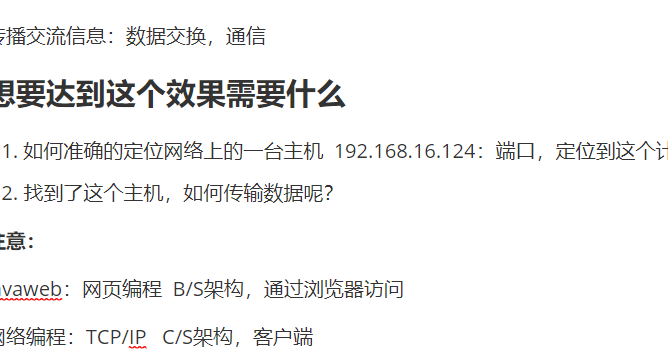 传播交流信息：数据交换，通信
想要达到这个效果需要什么
1. 如何准确的定位网络上的一台主机 192.168.16.124：端口，定位到这个计
2. 找到了这个主机，如何传输数据呢？
注意：
avaweb：网页编程 B/S架构，通过浏览器访问
网络编程：TCP/IP C/S架构，客户端